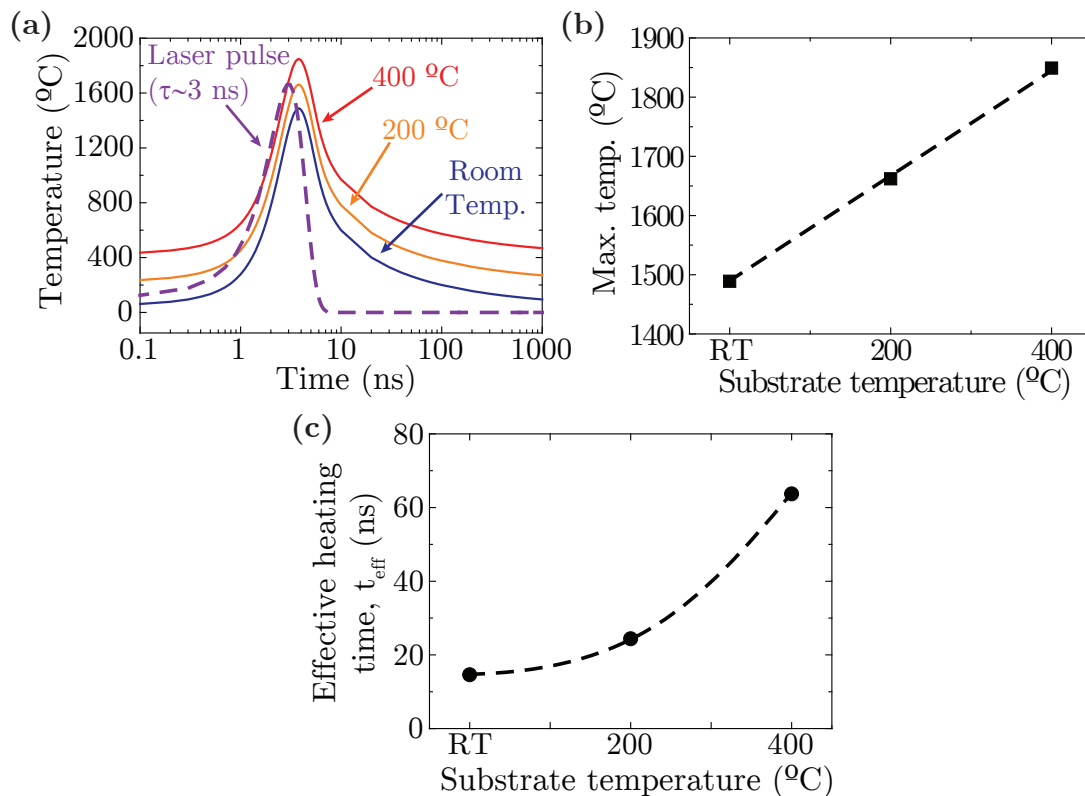 (a)
2000
1600
1200
800
400
0
Temperature (ºC)
Laser pulse
(τ~3 ns)
400 ºC
200 ºC
Room
Temp.
0.1
1
10
100
1000
Time (ns)
(b)
1900
1800
1700
1600
1500
1400
Max. temp. (ºC)
RT
200
400
Substrate temperature (ºC)
(c)
80
60
40
20
0
Effective heating
time, t_eff (ns)
RT
200
400
Substrate temperature (ºC)